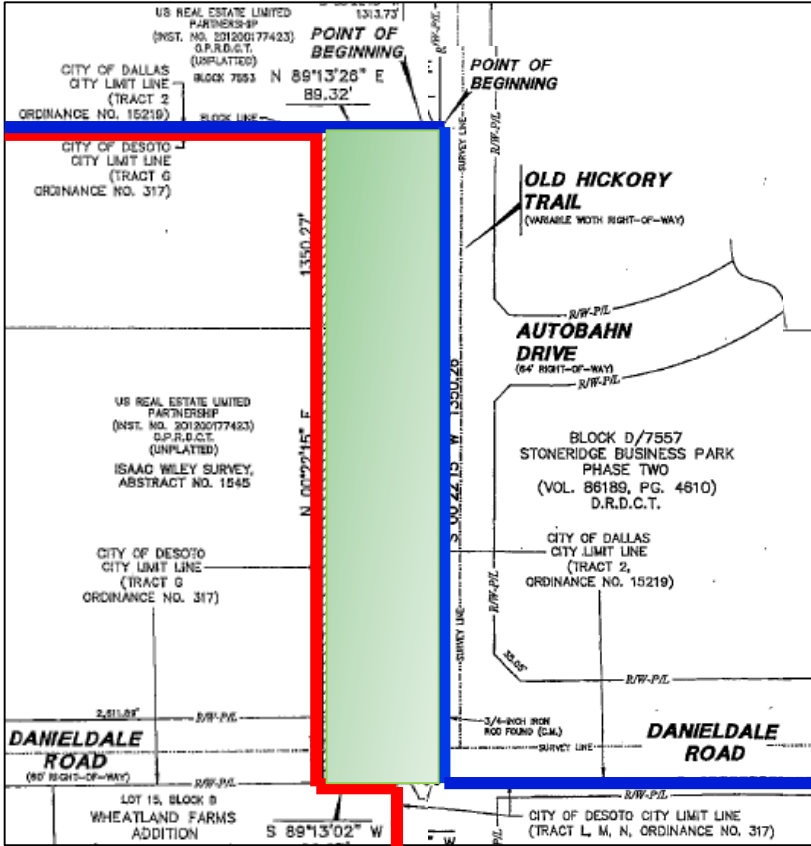 1313.73'
US REAL ESTATE LIMITED
PARTNERSHIP
(INST. NO. 201200177423)
O.P.R.D.C.T.
(UNPLATTED)
BLOCK 7553
POINT OF
BEGINNING
N 89°13'26" E
89.32'
R/W-P/L
POINT OF
BEGINNING
CITY OF DALLAS
CITY LIMIT LINE
(TRACT 2
ORDINANCE NO. 15219)
BLOCK LINE
CITY OF DESOTO
CITY LIMIT LINE
(TRACT G
ORDINANCE NO. 317)
SURVEY LINE
R/W-P/L
OLD HICKORY
TRAIL
(VARIABLE WIDTH RIGHT-OF-WAY)
1350.27'
N 00°22'15" E
S 00°22'15" W 1350.26'
R/W-P/L
AUTOBAHN
DRIVE
(64' RIGHT-OF-WAY)
R/W-P/L
US REAL ESTATE LIMITED
PARTNERSHIP
(INST. NO. 201200177423)
O.P.R.D.C.T.
(UNPLATTED)
ISAAC WILEY SURVEY,
ABSTRACT NO. 1545
BLOCK D/7557
STONERIDGE BUSINESS PARK
PHASE TWO
(VOL. 86189, PG. 4610)
D.R.D.C.T.
CITY OF DESOTO
CITY LIMIT LINE
(TRACT G
ORDINANCE NO. 317)
CITY OF DALLAS
CITY LIMIT LINE
(TRACT 2,
ORDINANCE NO. 15219)
R/W-P/L
SURVEY LINE
35.05'
R/W-P/L
2,611.89'
R/W-P/L
DANIELDALE
ROAD
(80' RIGHT-OF-WAY)
R/W-P/L
3/4-INCH IRON
ROD FOUND (C.M.)
SURVEY LINE
DANIELDALE
ROAD
R/W-P/L
LOT 15, BLOCK B
WHEATLAND FARMS
ADDITION
S 89°13'02" W
W
P/L
CITY OF DESOTO CITY LIMIT LINE
(TRACT L, M, N, ORDINANCE NO. 317)